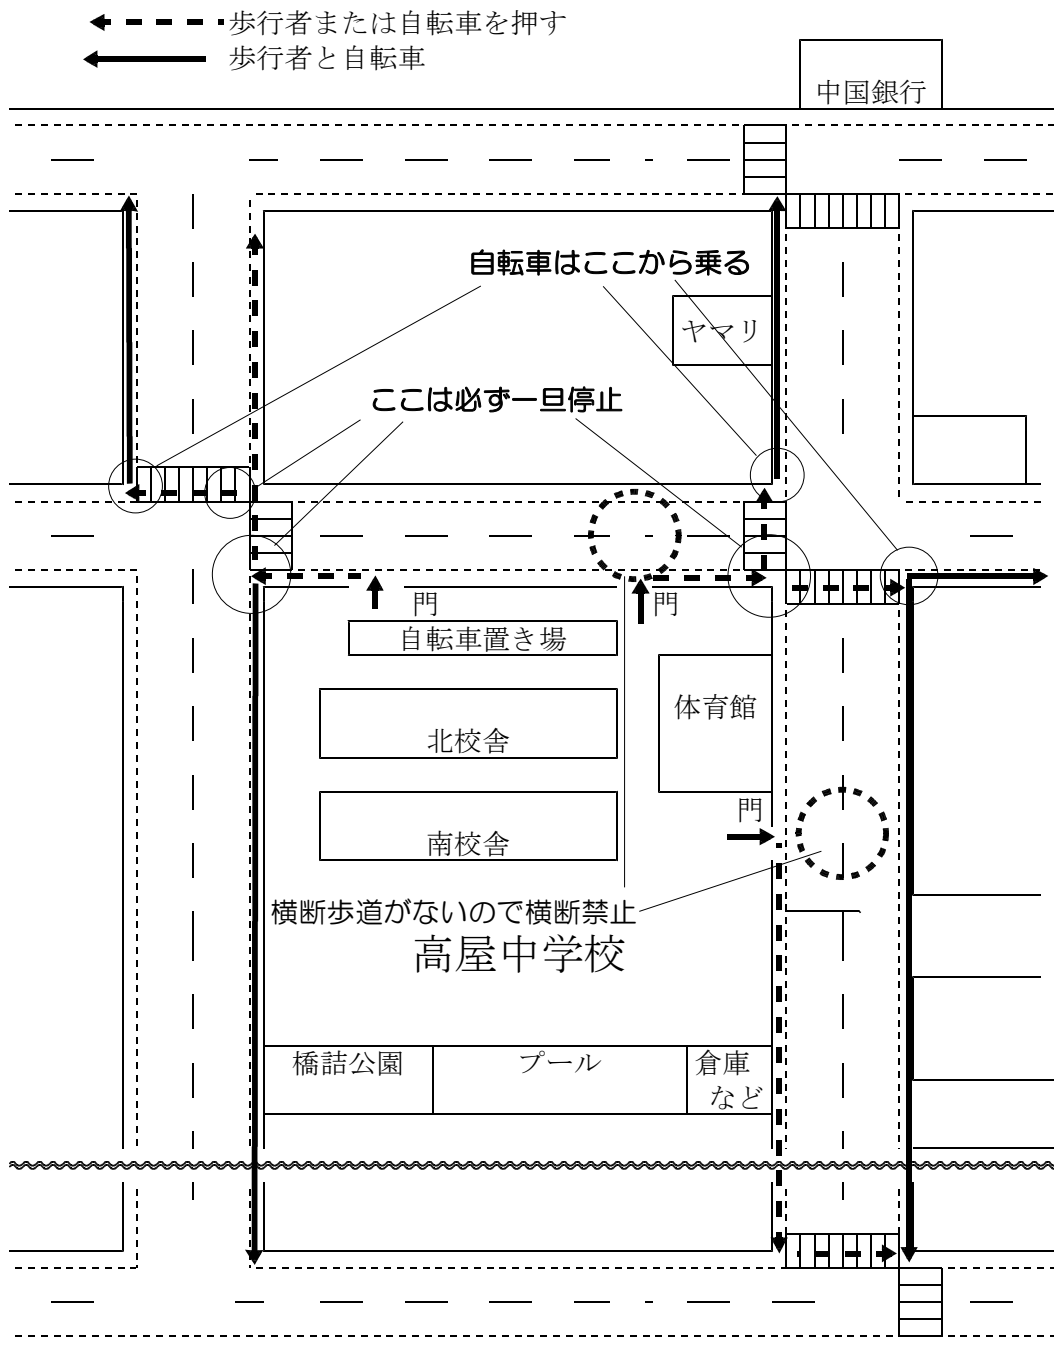 歩行者または自転車を押す
歩行者と自転車
中国銀行
自転車はここから乗る
ヤマリ
ここは必ず一旦停止
門
門
自転車置き場
体育館
北校舎
門
南校舎
横断歩道がないので横断禁止
高屋中学校
橋詰公園
プール
倉庫
など